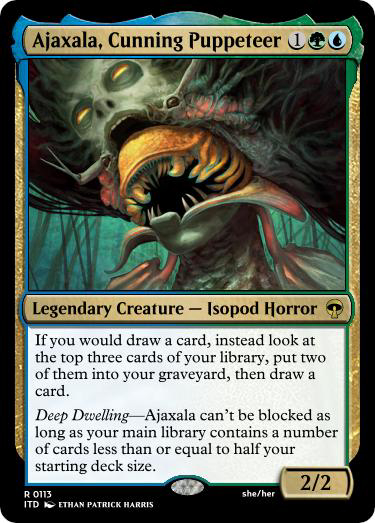 Ajaxala, Cunning Puppeteer 1
Legendary Creature — Isopod Horror
If you would draw a card, instead look at
the top three cards of your library, put two
of them into your graveyard, then draw a
card.
Deep Dwelling—Ajaxala can't be blocked as
long as your main library contains a number
of cards less than or equal to half your
starting deck size.
2/2
R 0113 she/her
ITD ETHAN PATRICK HARRIS